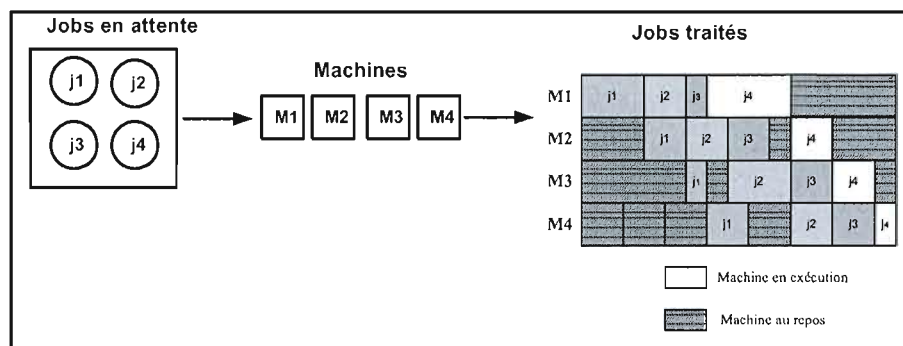 Jobs en attente
j1 j2
j3 j4
Machines
M1 M2 M3 M4
Jobs traités
M1 j1 j2 j3 j4
M2 j1 j2 j3 j4
M3 j1 j2 j3 j4
M4 j1 j2 j3 j4
Machine en exécution
Machine au repos